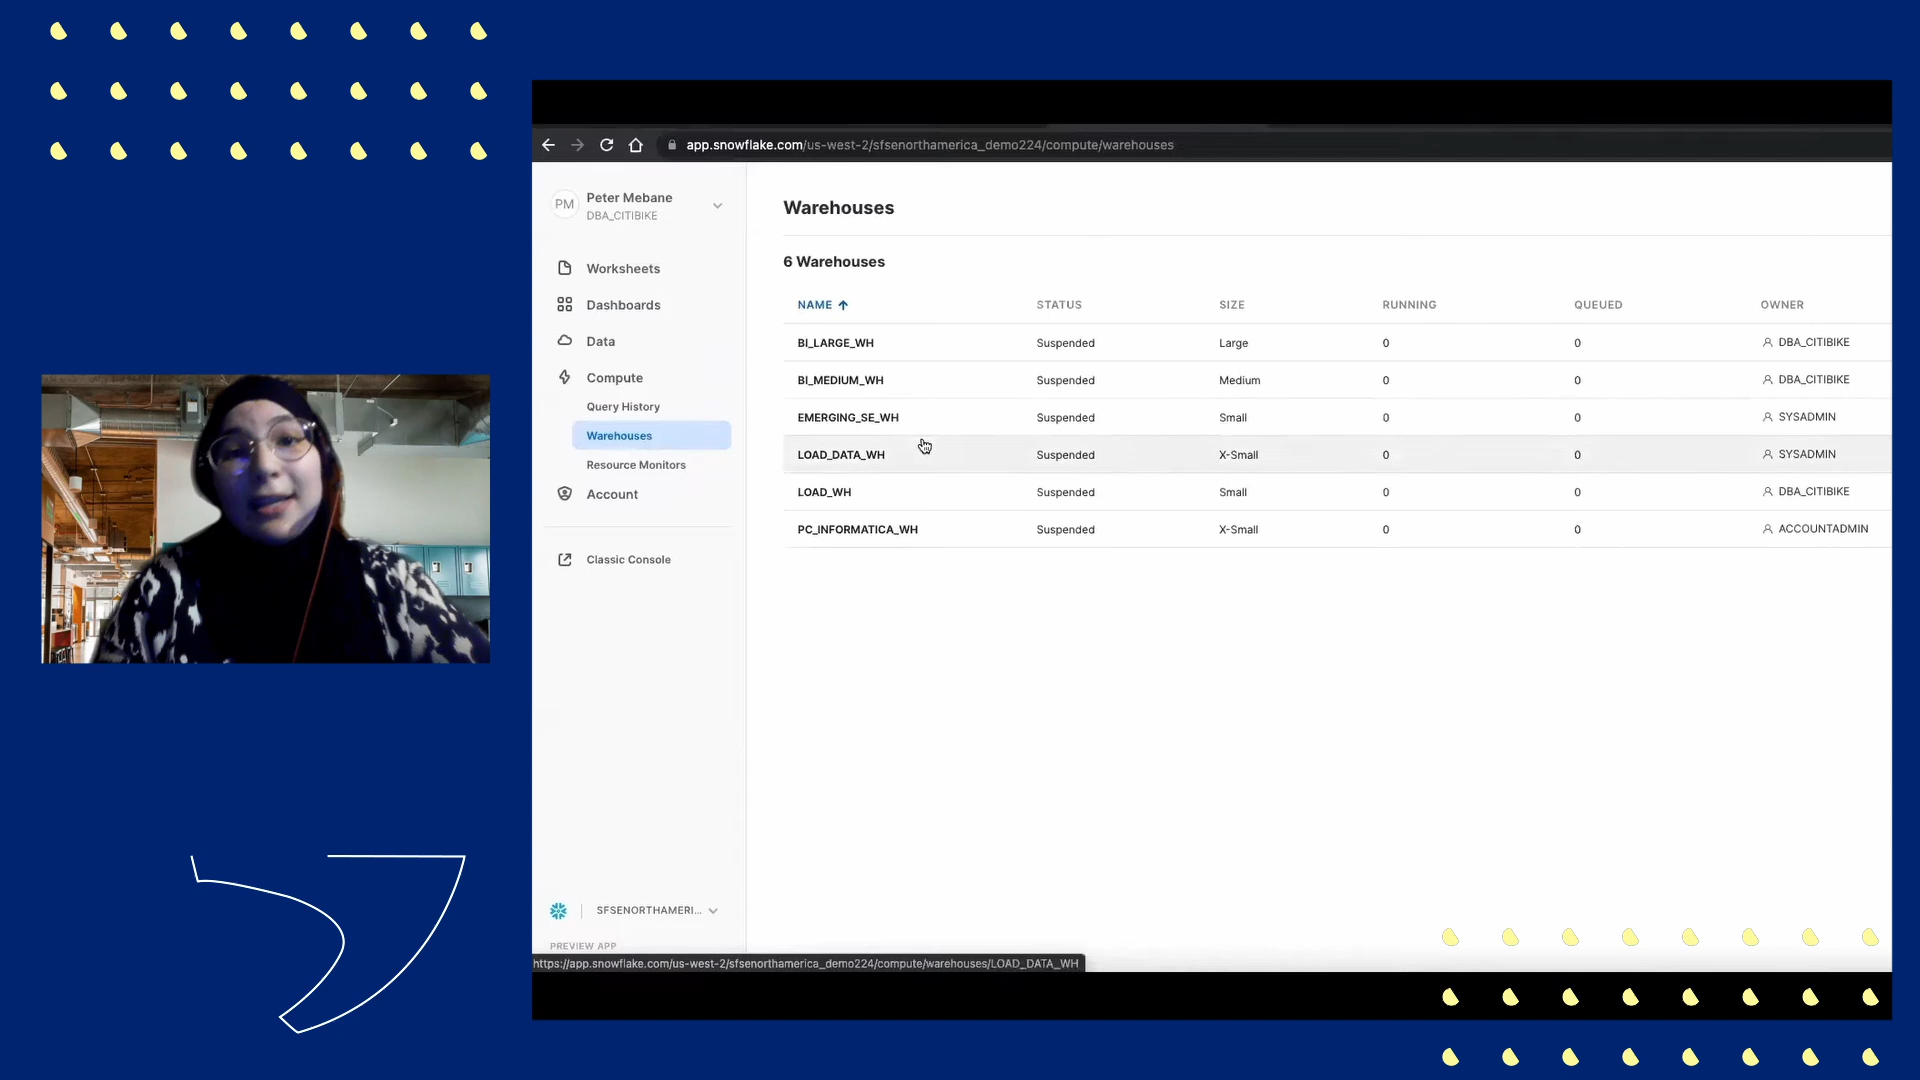 app.snowflake.com/us-west-2/sfsenorthamerica_demo224/compute/warehouses
PM
Peter Mebane
DBA_CITIBIKE
Worksheets
Dashboards
Data
Compute
Query History
Warehouses
Resource Monitors
Account
Classic Console
SFSENORTHAMERI...
PREVIEW APP
Warehouses
6 Warehouses
NAME STATUS SIZE RUNNING QUEUED OWNER
BI_LARGE_WH Suspended Large 0 0 DBA_CITIBIKE
BI_MEDIUM_WH Suspended Medium 0 0 DBA_CITIBIKE
EMERGING_SE_WH Suspended Small 0 0 SYSADMIN
LOAD_DATA_WH Suspended X-Small 0 0 SYSADMIN
LOAD_WH Suspended Small 0 0 DBA_CITIBIKE
PC_INFORMATICA_WH Suspended X-Small 0 0 ACCOUNTADMIN
https://app.snowflake.com/us-west-2/sfsenorthamerica_demo224/compute/warehouses/LOAD_DATA_WH